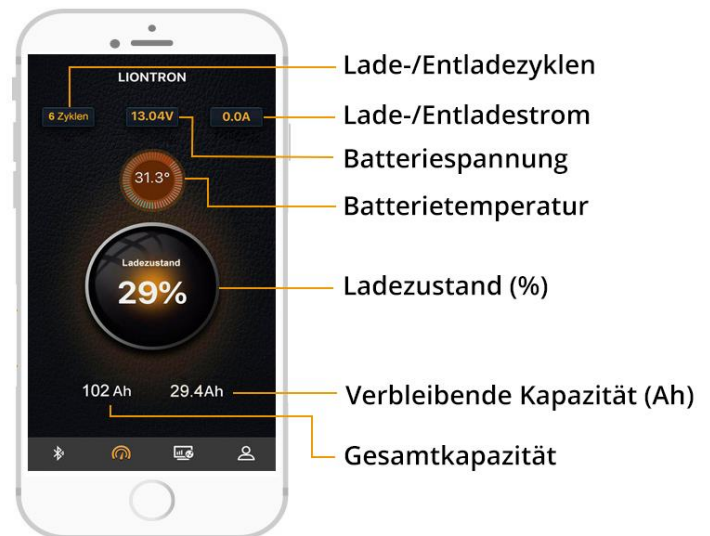 LIONTRON
6 Zyklen
13.04V
0.0A
31.3°
Ladezustand
29%
102 Ah
29.4Ah
Lade-/Entladezyklen
Lade-/Entladestrom
Batteriespannung
Batterietemperatur
Ladezustand (%)
Verbleibende Kapazität (Ah)
Gesamtkapazität